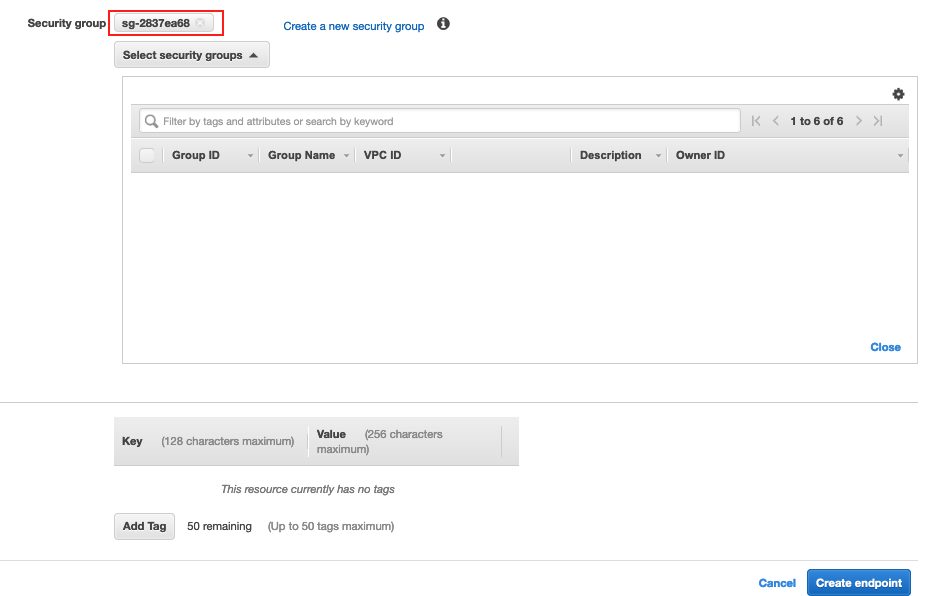 Security group sg-2837ea68 Create a new security group
Select security groups
Filter by tags and attributes or search by keyword 1 to 6 of 6
Group ID Group Name VPC ID Description Owner ID
Close
Key (128 characters maximum) Value (256 characters
maximum)
This resource currently has no tags
Add Tag 50 remaining (Up to 50 tags maximum)
Cancel Create endpoint